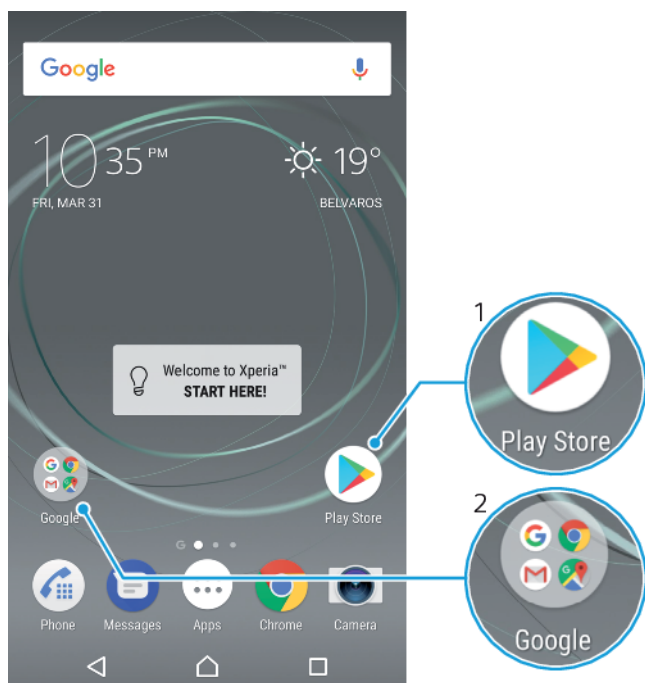 Google
10 35 PM
19°
FRI, MAR 31
BELVAROS
Welcome to Xperia™
START HERE!
Google
Play Store
G
Phone
Messages
Apps
Chrome
Camera
1
Play Store
2
G
M
G
Google